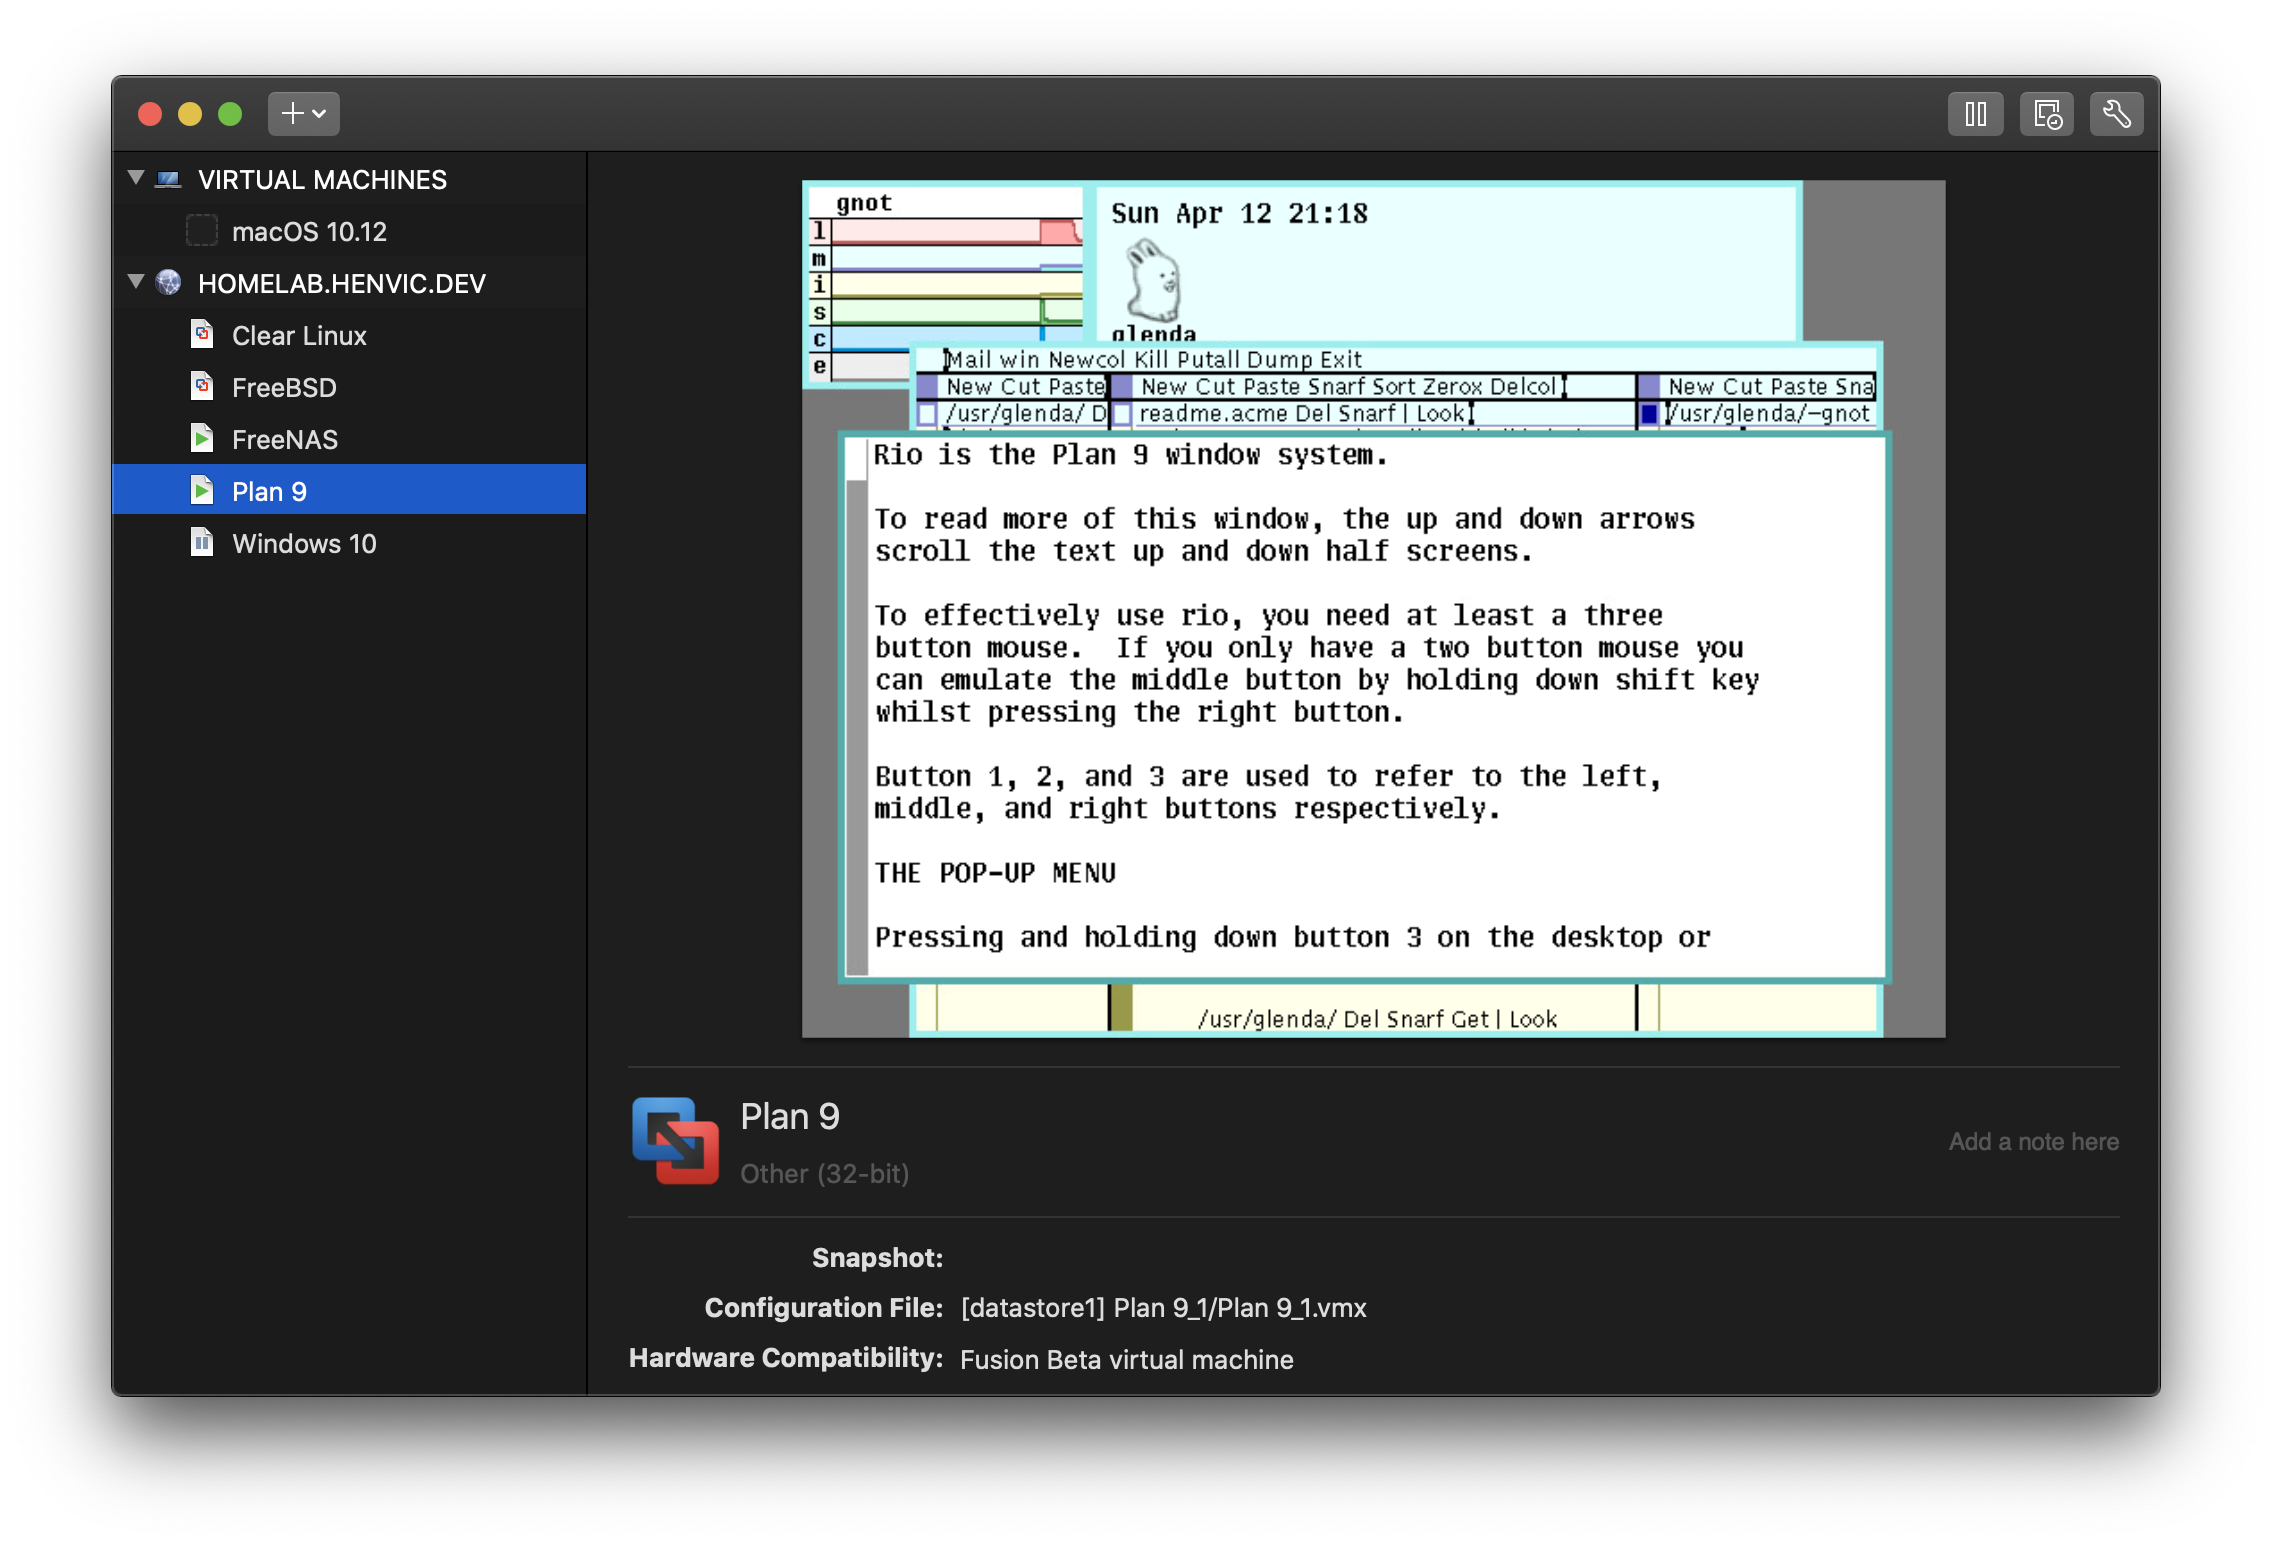 VIRTUAL MACHINES
macOS 10.12
HOMELAB.HENVIC.DEV
Clear Linux
FreeBSD
FreeNAS
Plan 9
Windows 10
gnot
l
m
i
s
c
e
Sun Apr 12 21:18
glenda
Mail win Newcol Kill Putall Dump Exit
New Cut Paste
New Cut Paste Snarf Sort Zerox Delcol
New Cut Paste Sna
/usr/glenda/ D
readme.acme Del Snarf | Look
/usr/glenda/-gnot
Rio is the Plan 9 window system.
To read more of this window, the up and down arrows
scroll the text up and down half screens.
To effectively use rio, you need at least a three
button mouse.  If you only have a two button mouse you
can emulate the middle button by holding down shift key
whilst pressing the right button.
Button 1, 2, and 3 are used to refer to the left,
middle, and right buttons respectively.
THE POP-UP MENU
Pressing and holding down button 3 on the desktop or
/usr/glenda/ Del Snarf Get | Look
Plan 9
Other (32-bit)
Add a note here
Snapshot:
Configuration File: [datastore1] Plan 9_1/Plan 9_1.vmx
Hardware Compatibility: Fusion Beta virtual machine